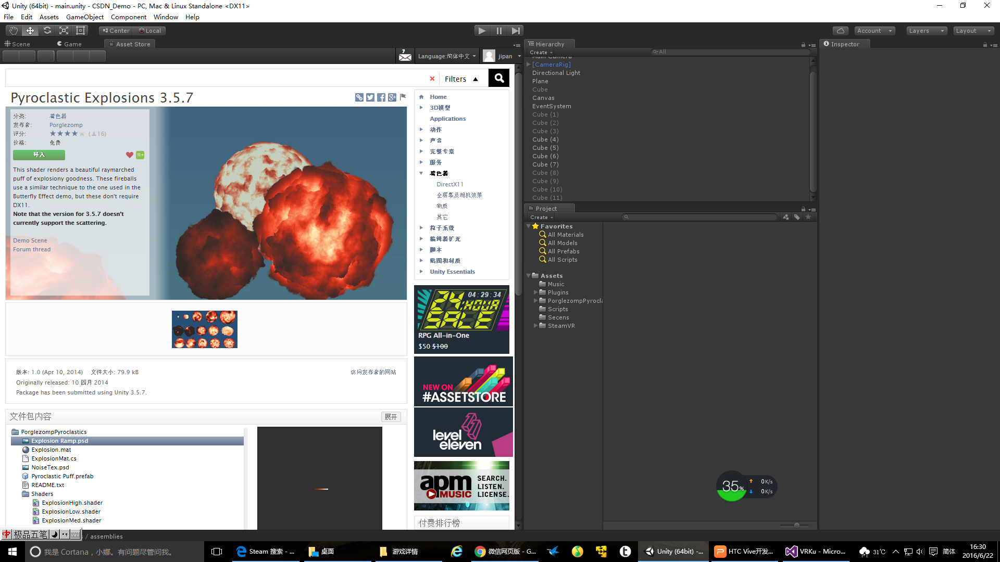 Unity (64bit) - main.unity - CSDN_Demo - PC, Mac & Linux Standalone <DX11>
File Edit Assets GameObject Component Window Help
Center Local
Account Layers Layout
Scene Game Asset Store
7
Language:简体中文 jipan
Filters
Pyroclastic Explosions 3.5.7
分类: 着色器
发布者: Porglezomp
评分: (16)
价格: 免费
导入
This shader renders a beautiful raymarched
puff of explosiony goodness. These fireballs
use a similar technique to the one used in the
Butterfly Effect demo, but these don't require
DX11.
Note that the version for 3.5.7 doesn't
currently support the scattering.
Demo Scene
Forum thread
版本: 1.0 (Apr 10, 2014) 文件大小: 79.9 kB
访问发布者的网站
Originally released: 10 四月 2014
Package has been submitted using Unity 3.5.7.
文件包内容
展开
PorglezompPyroclastics
Explosion Ramp.psd
Explosion.mat
ExplosionMat.cs
NoiseTex.psd
Pyroclastic Puff.prefab
README.txt
Shaders
ExplosionHigh.shader
ExplosionLow.shader
ExplosionMed.shader
Home
3D模型
Applications
动作
声音
完整专案
服务
着色器
DirectX11
全屏幕及相机效果
物质
其它
粒子系统
编辑器扩充
脚本
贴图和材质
Unity Essentials
04:29:34
24-HOUR
SALE
RPG All-in-One
$50 $100
NEW ON
#ASSETSTORE
level
eleven
apm
MUSIC
SEARCH.
LISTEN.
LICENSE.
付费排行榜
Hierarchy
Create All
Main Camera
[CameraRig]
Directional Light
Plane
Cube
Canvas
EventSystem
Cube (1)
Cube (2)
Cube (3)
Cube (4)
Cube (5)
Cube (6)
Cube (7)
Cube (8)
Cube (9)
Cube (10)
Cube (11)
Project
Create
Favorites
All Materials
All Models
All Prefabs
All Scripts
Assets
Music
Plugins
PorglezompPyrocla
Scripts
Secens
SteamVR
Inspector
35%
0K/s
0K/s
中 极品五笔
/ assemblies
我是 Cortana，小娜。有问题尽管问我。
Steam 搜索 - ...
桌面
游戏详情
微信网页版 - G...
Unity (64bit) -...
HTC Vive开发...
VRKu - Micro...
31℃
简体
16:30
2016/6/22